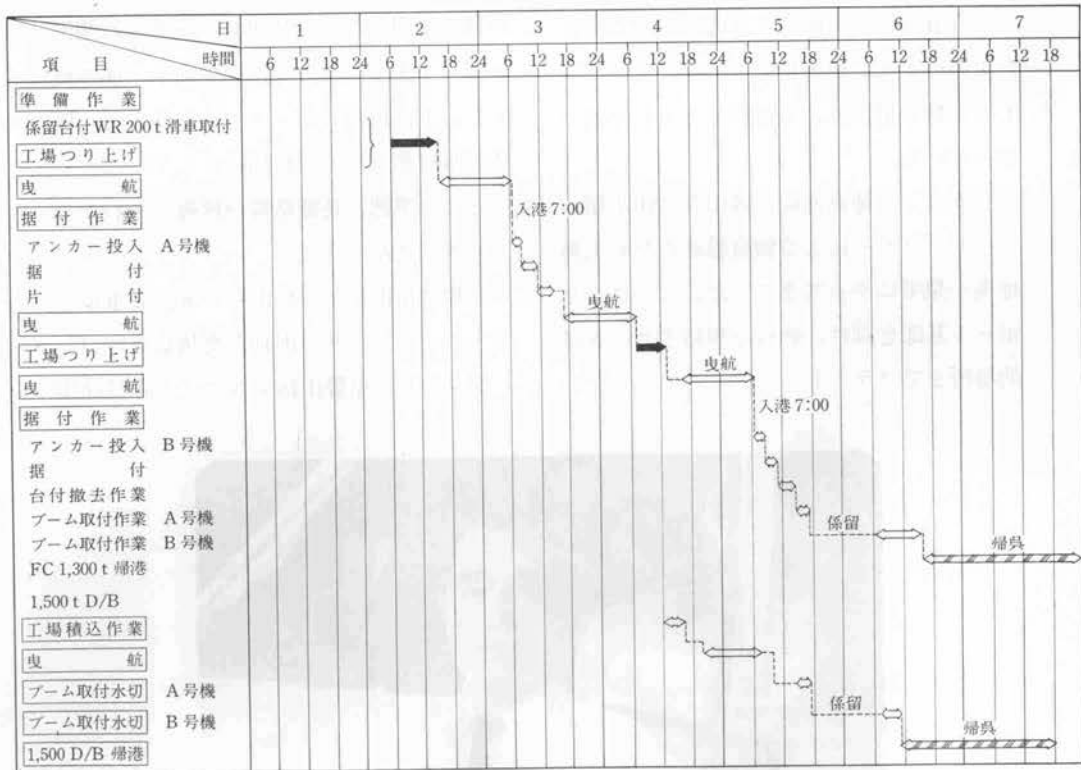 日 1 2 3 4 5 6 7
項目 時間 6 12 18 24 6 12 18 24 6 12 18 24 6 12 18 24 6 12 18 24 6 12 18 24 6 12 18
準備作業
係留台付WR 200 t 滑車取付
工場つり上げ
曳航
入港 7:00
据付作業
アンカー投入 A号機
据付
片付
曳航
曳航
工場つり上げ
曳航
曳航
入港 7:00
据付作業
アンカー投入 B号機
据付
台付撤去作業
ブーム取付作業 A号機
係留
ブーム取付作業 B号機
帰呉
FC 1,300 t 帰港
1,500 t D/B
工場積込作業
曳航
ブーム取付水切 A号機
係留
ブーム取付水切 B号機
帰呉
1,500 D/B 帰港